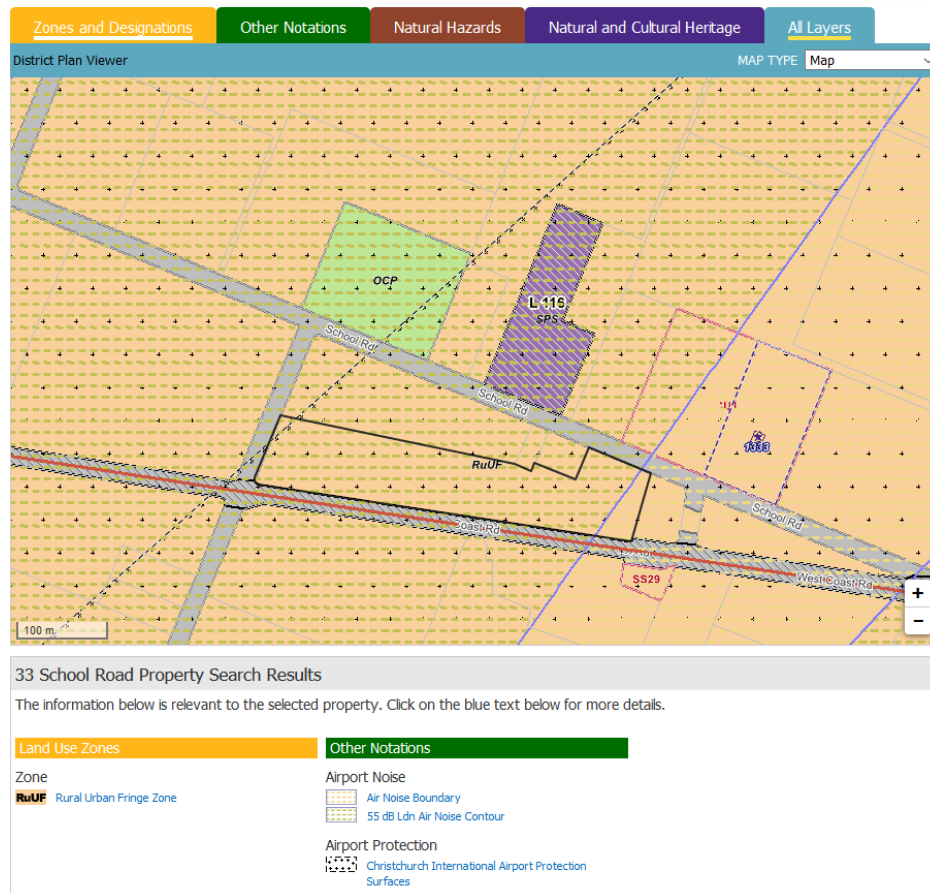 Zones and Designations Other Notations Natural Hazards Natural and Cultural Heritage All Layers
District Plan Viewer MAP TYPE Map
OCP
L 116
SPS
School Rd
School Rd
1333
RuUF
School Rd
Coast Rd
SS29
West Coast Rd
+
−
100 m
33 School Road Property Search Results
The information below is relevant to the selected property. Click on the blue text below for more details.
Land Use Zones Other Notations
Zone Airport Noise
RuUF Rural Urban Fringe Zone Air Noise Boundary
55 dB Ldn Air Noise Contour
Airport Protection
Christchurch International Airport Protection
Surfaces